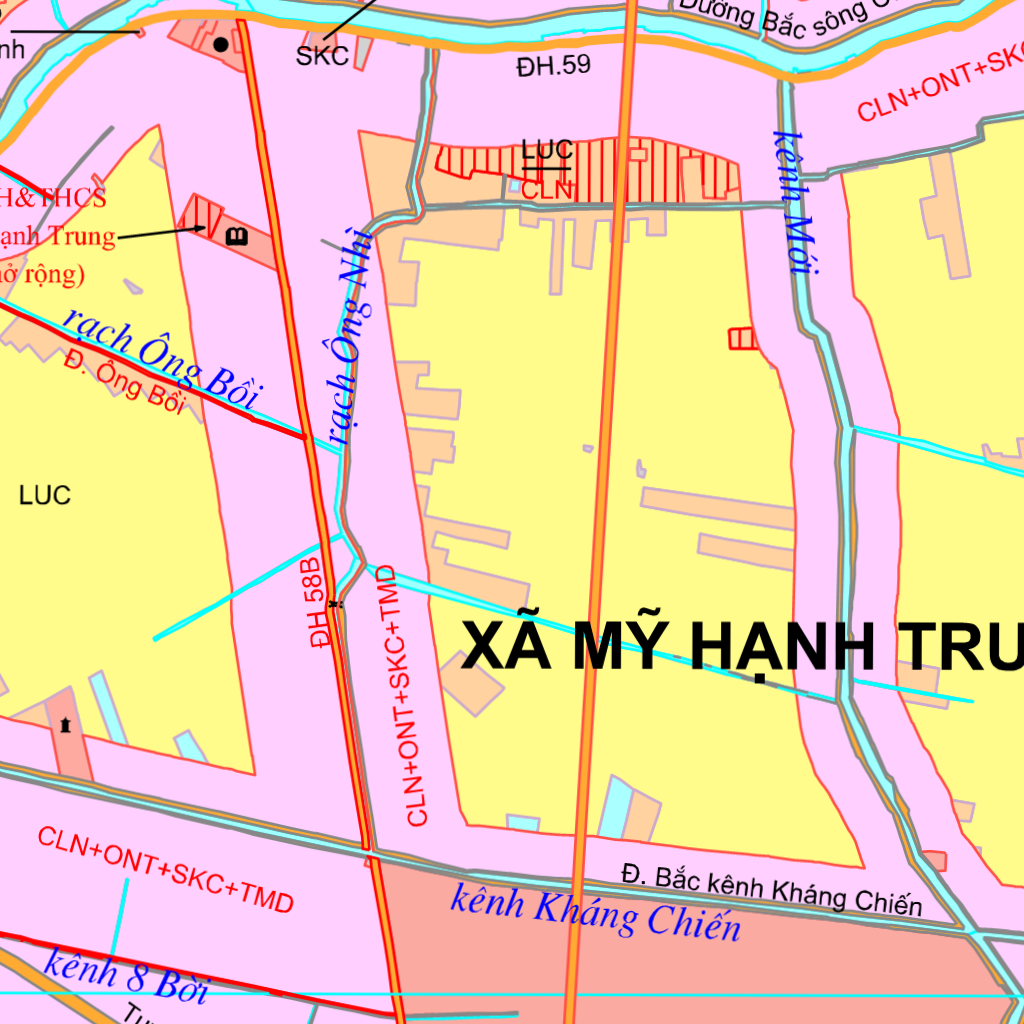 SKC
ĐH.59
Đường Bắc sông
CLN+ONT+SKC
LUC
CLN
kênh Mới
H&THCS
ạnh Trung
ở rộng)
rạch Ông Nhì
rạch Ông Bồi
Đ. Ông Bồi
LUC
ĐH 58B
CLN+ONT+SKC+TMD
XÃ MỸ HẠNH TRU
CLN+ONT+SKC+TMD
Đ. Bắc kênh Kháng Chiến
kênh Kháng Chiến
kênh 8 Bời